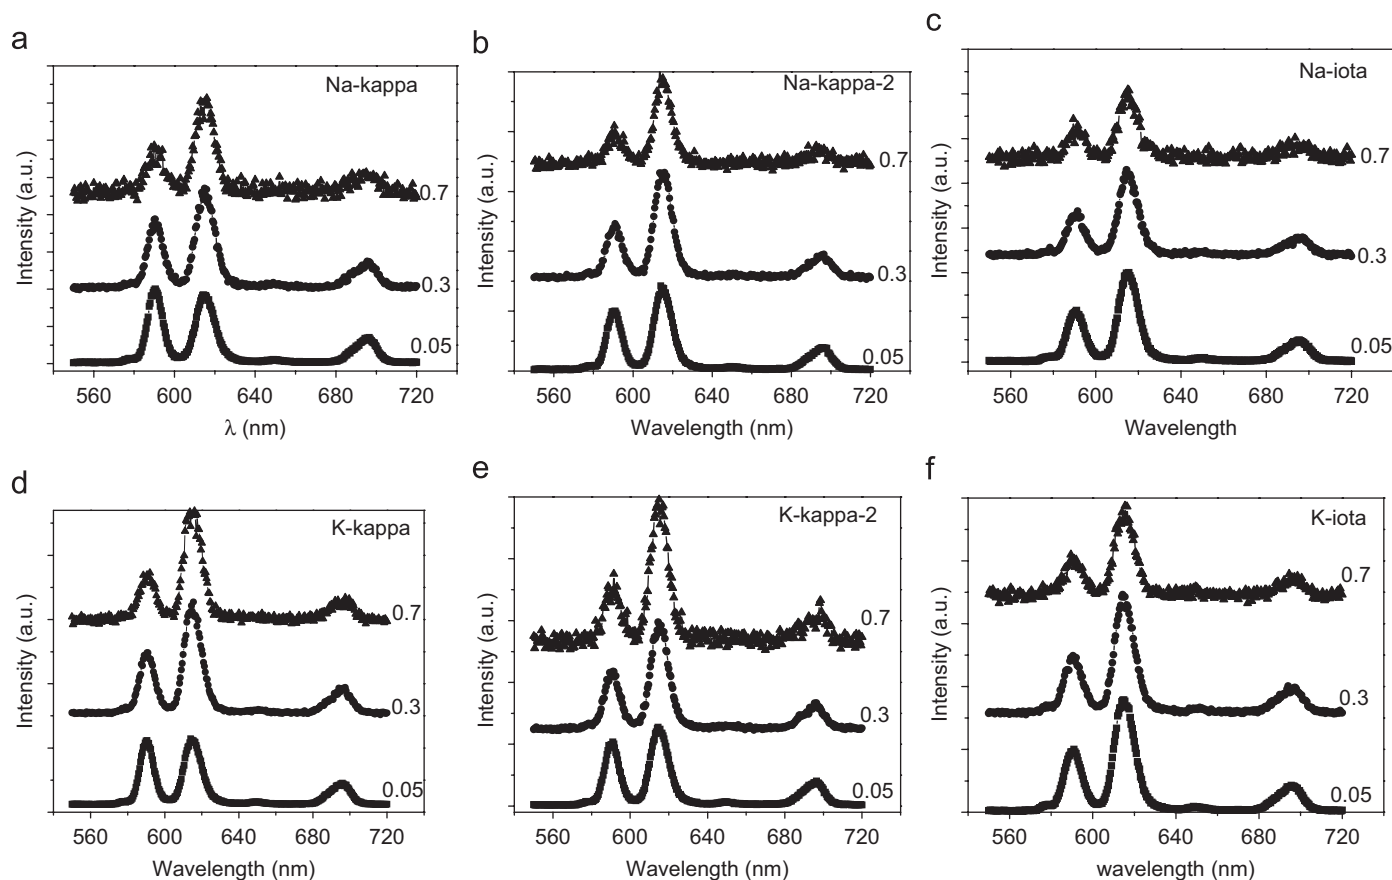 a
Na-kappa
Intensity (a.u.)
0.7
0.3
0.05
560 600 640 680 720
λ (nm)
b
Na-kappa-2
Intensity (a.u.)
0.7
0.3
0.05
560 600 640 680 720
Wavelength (nm)
c
Na-iota
Intensity (a.u.)
0.7
0.3
0.05
560 600 640 680 720
Wavelength
d
K-kappa
Intensity (a.u.)
0.7
0.3
0.05
560 600 640 680 720
Wavelength (nm)
e
K-kappa-2
Intensity (a.u.)
0.7
0.3
0.05
560 600 640 680 720
Wavelength (nm)
f
K-iota
Intensity (a.u.)
0.7
0.3
0.05
560 600 640 680 720
wavelength (nm)